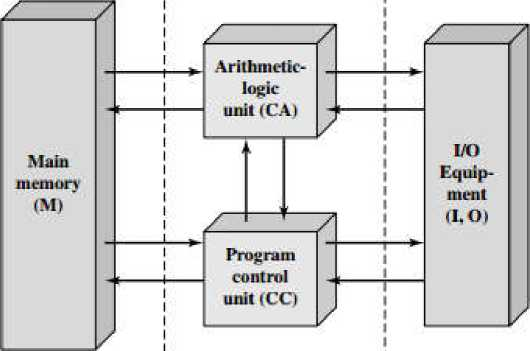 Main
memory
(M)
Arithmetic-
logic
unit (CA)
Program
control
unit (CC)
I/O
Equip-
ment
(I, O)